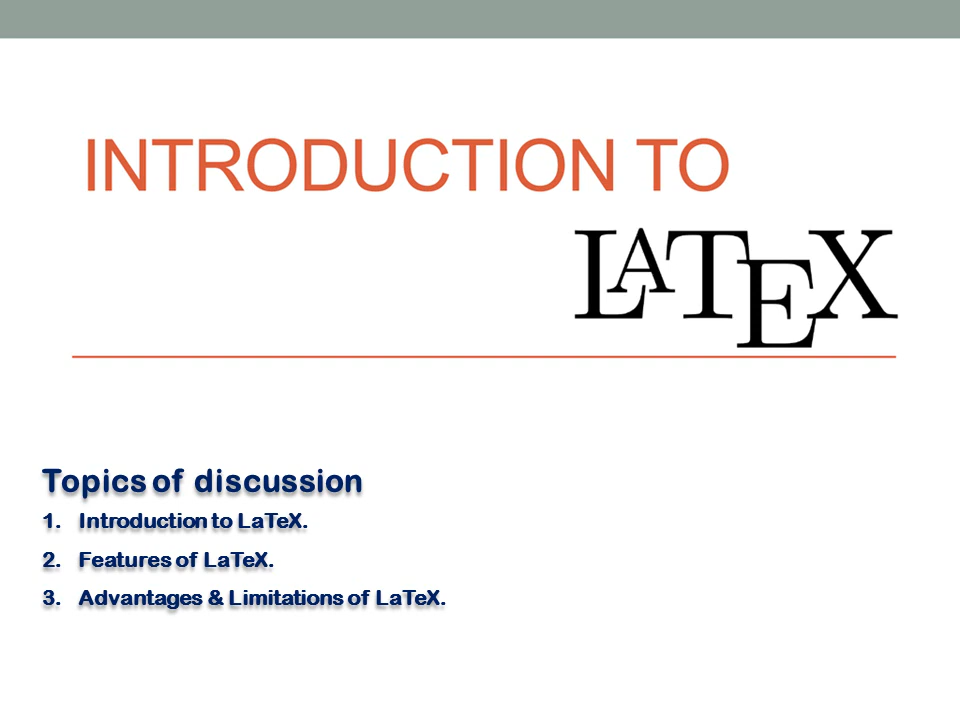 INTRODUCTION TO
LATEX
Topics of discussion
1. Introduction to LaTeX.
2. Features of LaTeX.
3. Advantages & Limitations of LaTeX.